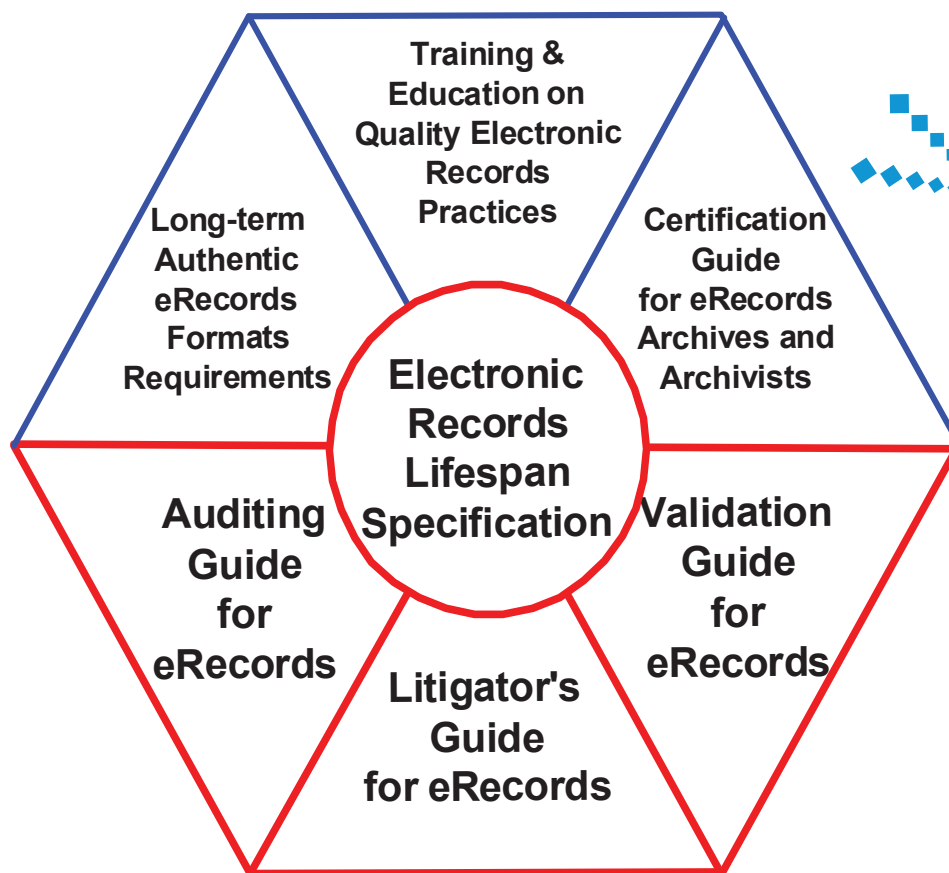 Training &
Education on
Quality Electronic
Records
Practices
Long-term
Authentic
eRecords
Formats
Requirements
Certification
Guide
for eRecords
Archives and
Archivists
Electronic
Records
Lifespan
Specification
Auditing
Guide
for
eRecords
Validation
Guide
for
eRecords
Litigator's
Guide
for eRecords